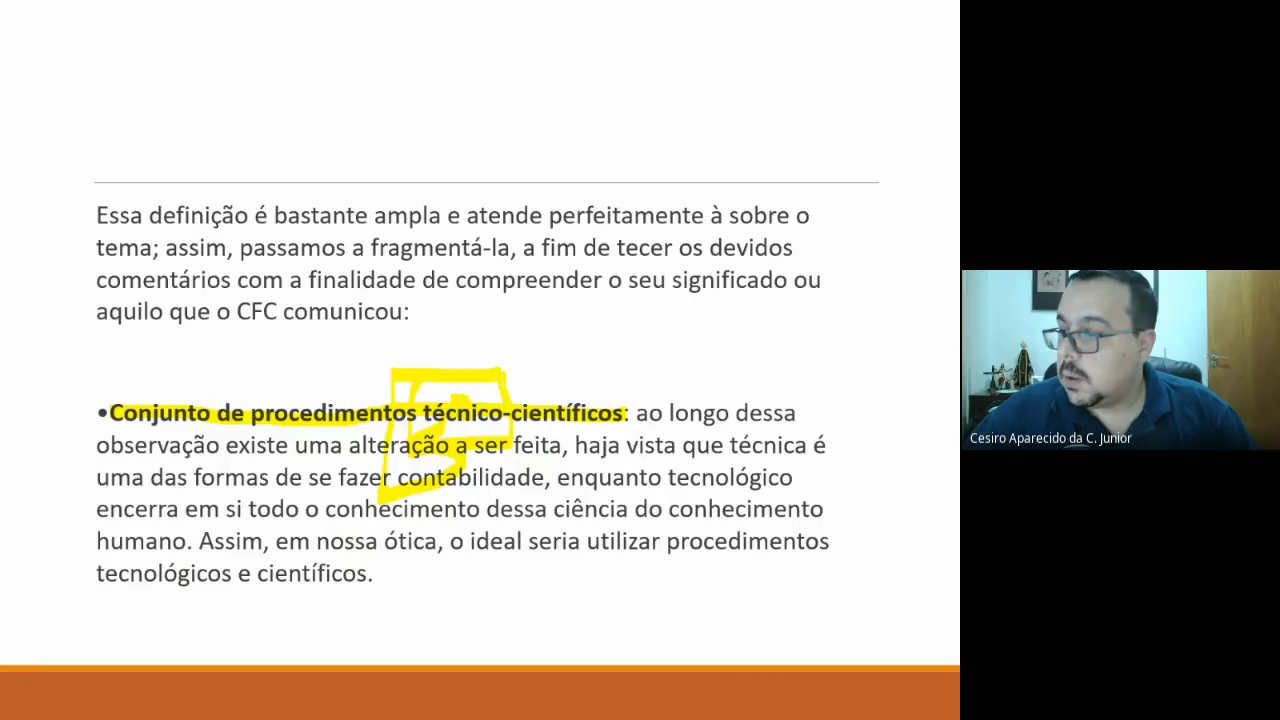 Essa definição é bastante ampla e atende perfeitamente à sobre o
tema; assim, passamos a fragmentá-la, a fim de tecer os devidos
comentários com a finalidade de compreender o seu significado ou
aquilo que o CFC comunicou:
•Conjunto de procedimentos técnico-científicos: ao longo dessa
observação existe uma alteração a ser feita, haja vista que técnica é
uma das formas de se fazer contabilidade, enquanto tecnológico
encerra em si todo o conhecimento dessa ciência do conhecimento
humano. Assim, em nossa ótica, o ideal seria utilizar procedimentos
tecnológicos e científicos.
Cesiro Aparecido da C. Junior